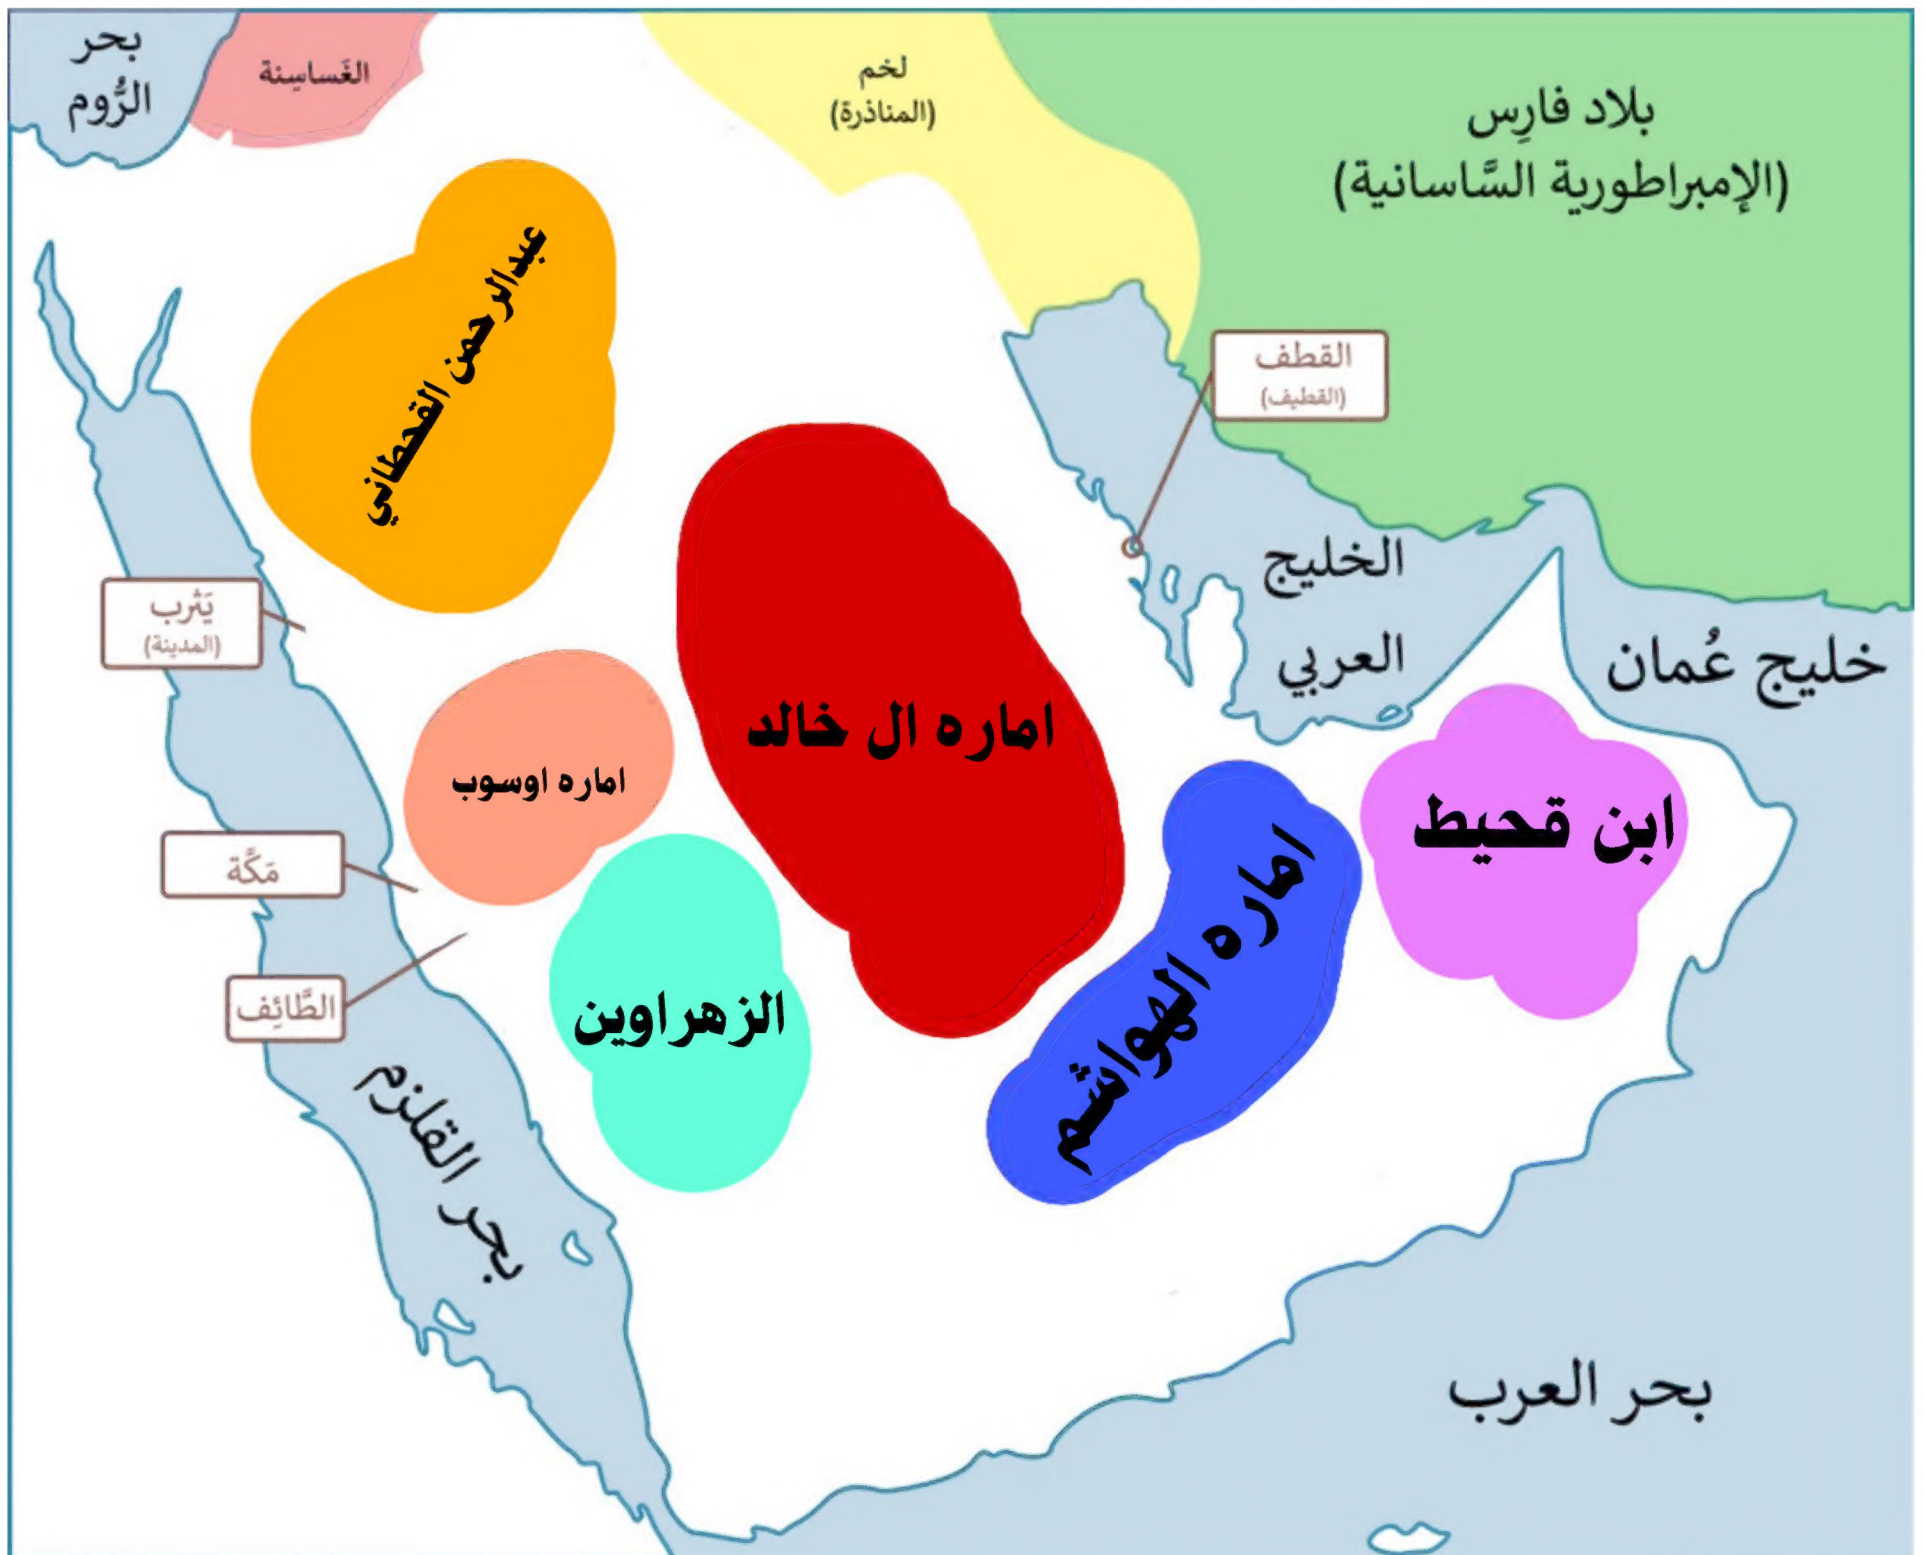 بحر
الرُّوم
الغَساسِنة
لخم
(المناذرة)
بلاد فارِس
(الإمبراطورية السَّاسانية)
عبدالرحمن القحطاني
القطف
(القطيف)
الخليج
العربي
خليج عُمان
يَثرب
(المدينة)
اماره ال خالد
اماره اوسوب
ابن قحيط
اماره الهواشم
مَكَّة
الطَّائِف
الزهراوين
بحر القلزم
بحر العرب